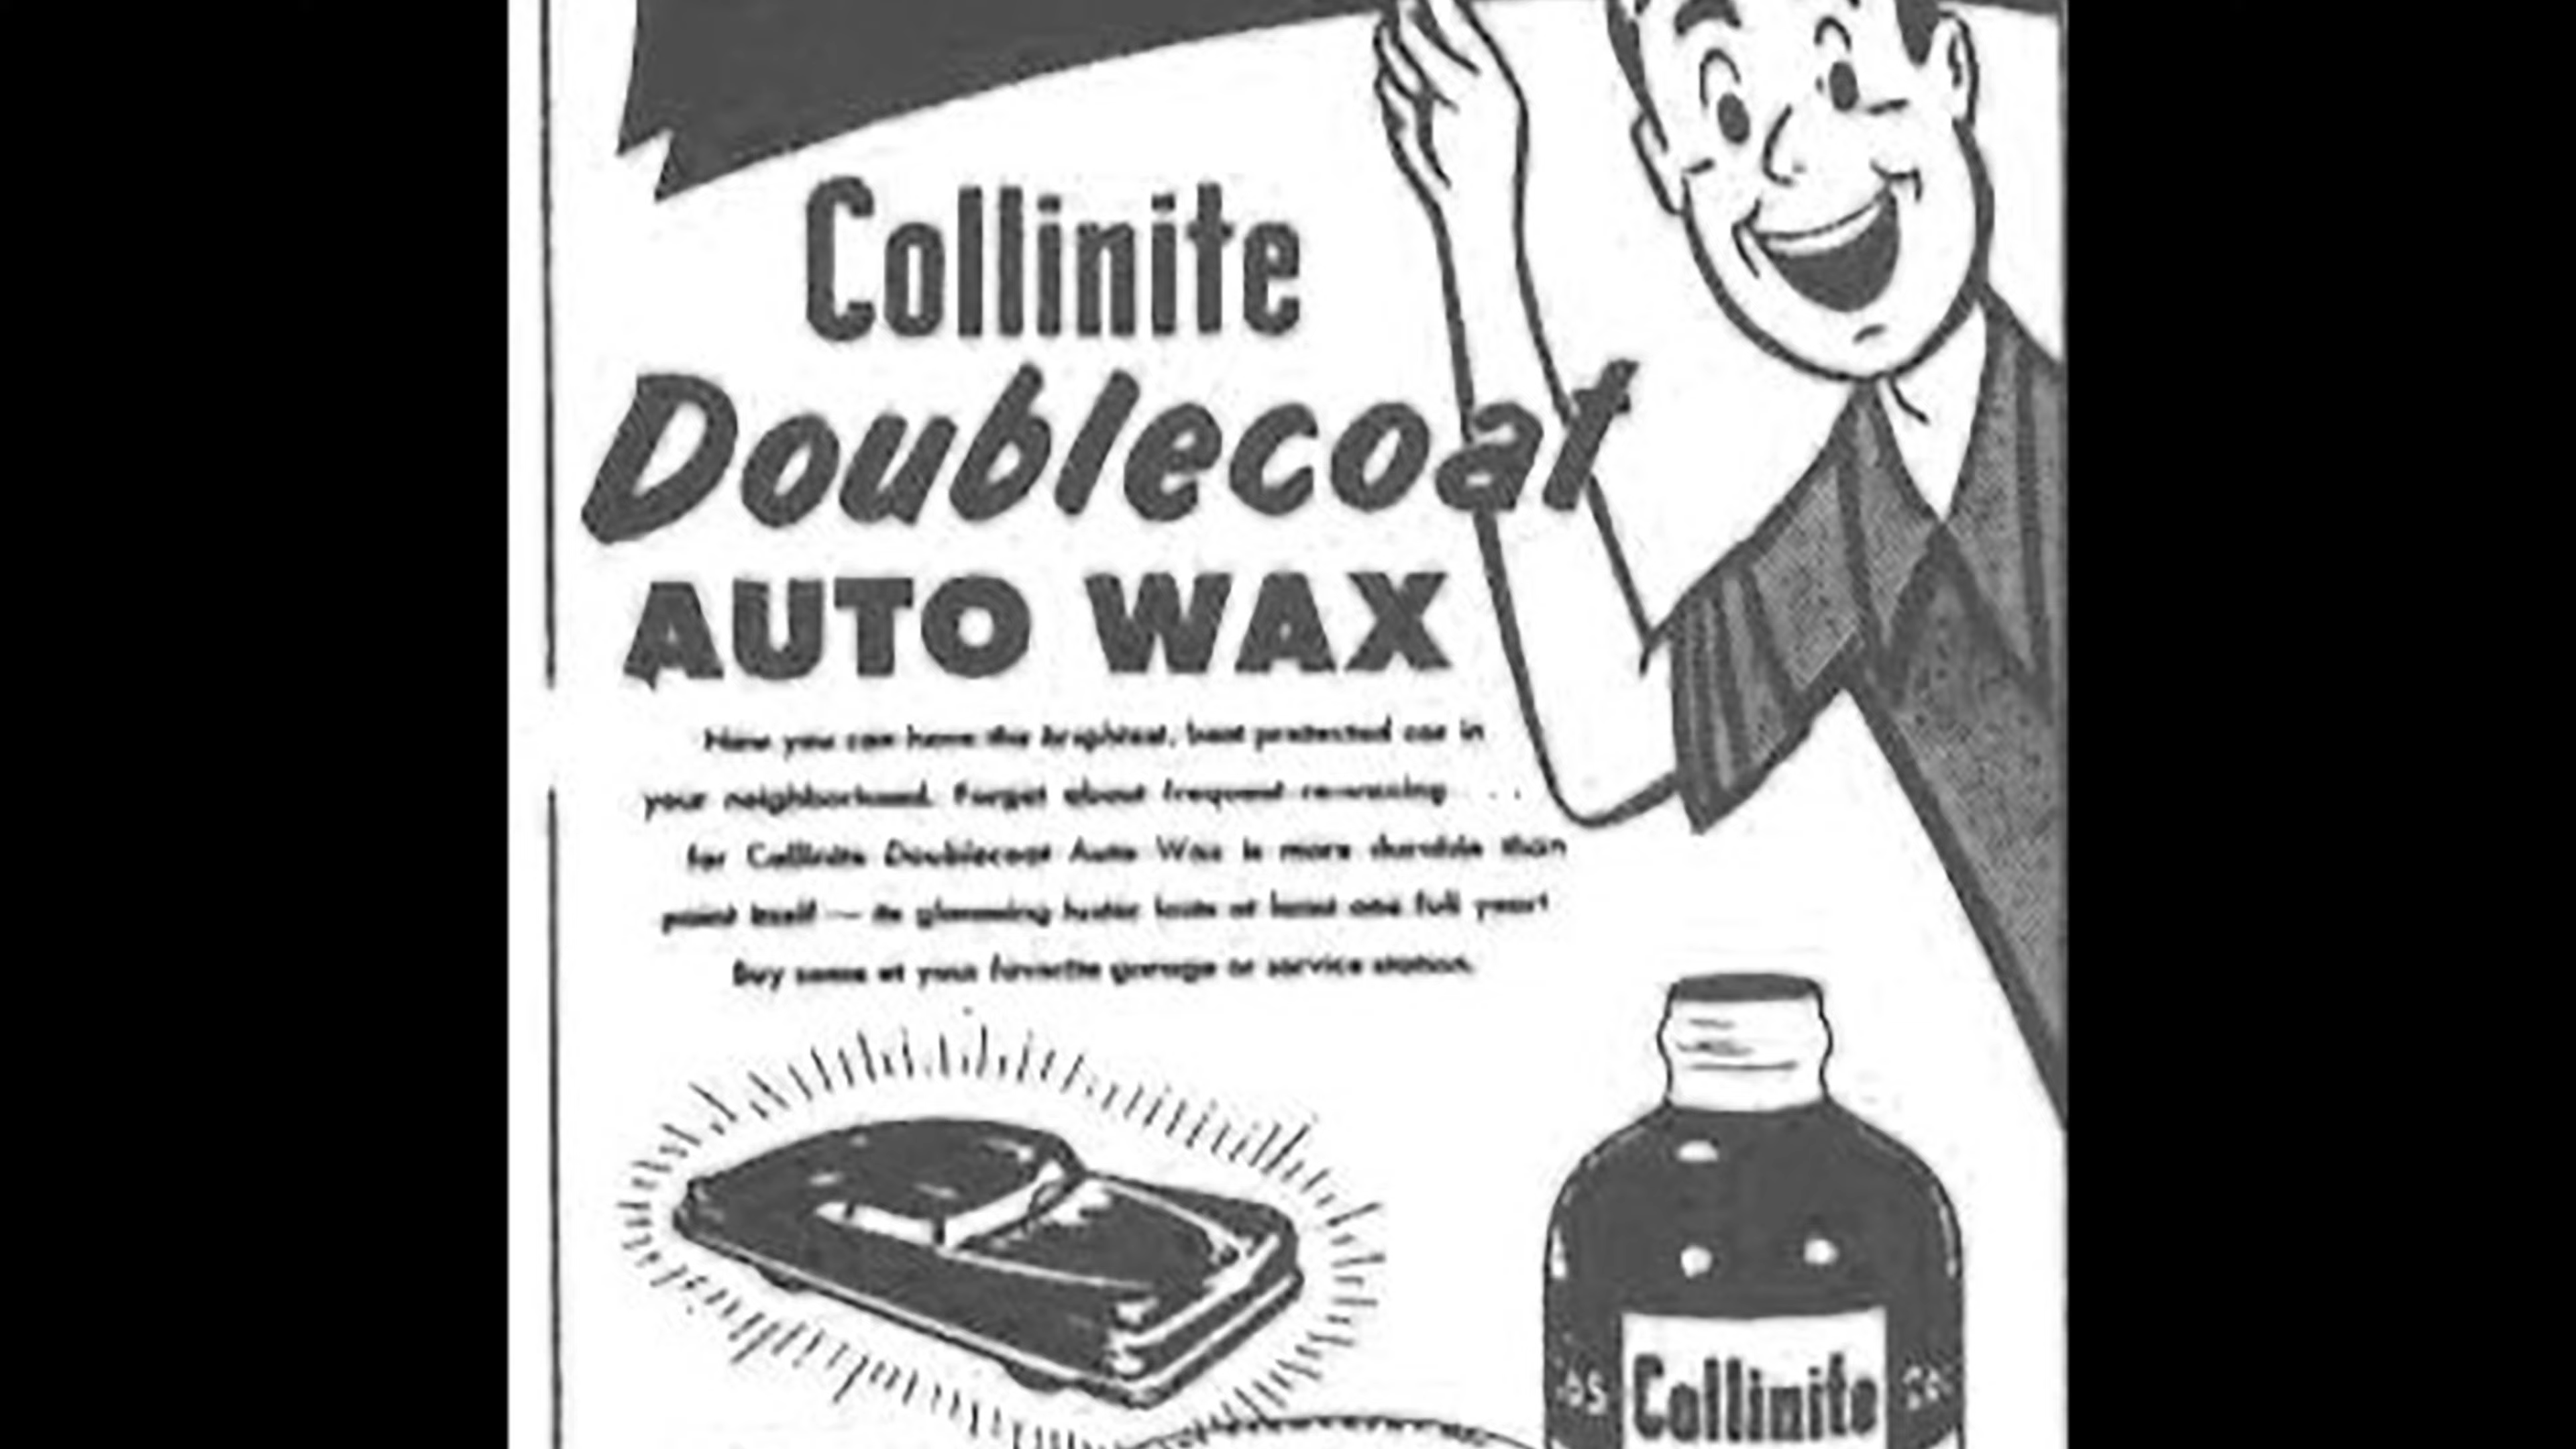 Collinite
Doublecoat
AUTO WAX
Now you can have the brightest, best protected car in
your neighborhood. Forget about frequent re-waxing . . .
for Collinite Doublecoat Auto Wax is more durable than
paint itself — its gleaming luster lasts at least one full year!
Buy some at your favorite garage or service station.
Collinite